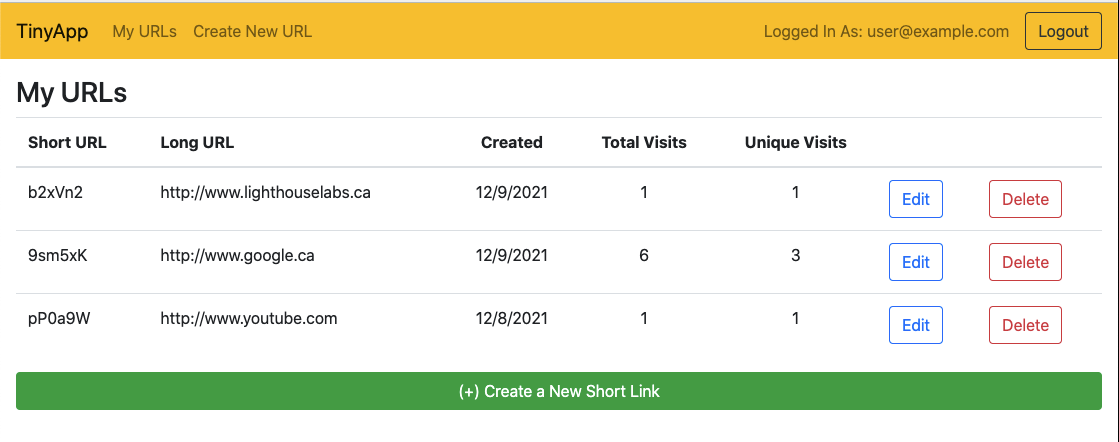 TinyApp My URLs Create New URL Logged In As: user@example.com Logout
My URLs
Short URL Long URL Created Total Visits Unique Visits
b2xVn2 http://www.lighthouselabs.ca 12/9/2021 1 1 Edit Delete
9sm5xK http://www.google.ca 12/9/2021 6 3 Edit Delete
pP0a9W http://www.youtube.com 12/8/2021 1 1 Edit Delete
(+) Create a New Short Link